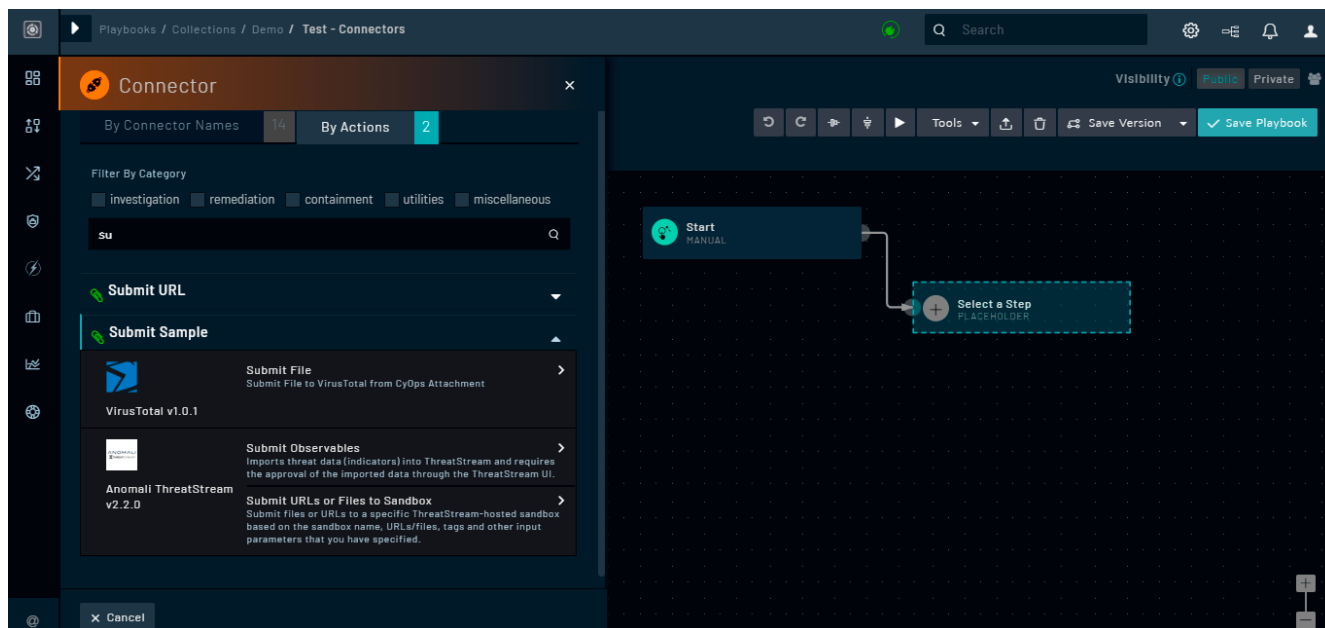 Playbooks / Collections / Demo / Test - Connectors
Search
Connector
×
Visibility
Public
Private
By Connector Names 14
By Actions 2
Tools
Save Version
Save Playbook
Filter By Category
investigation
remediation
containment
utilities
miscellaneous
su
Start
MANUAL
Submit URL
Select a Step
PLACEHOLDER
Submit Sample
Submit File
Submit File to VirusTotal from CyOps Attachment
VirusTotal v1.0.1
ANOMALI
Submit Observables
Imports threat data (indicators) into ThreatStream and requires
the approval of the imported data through the ThreatStream UI.
Anomali ThreatStream
v2.2.0
Submit URLs or Files to Sandbox
Submit files or URLs to a specific ThreatStream-hosted sandbox
based on the sandbox name, URLs/files, tags and other input
parameters that you have specified.
× Cancel
@